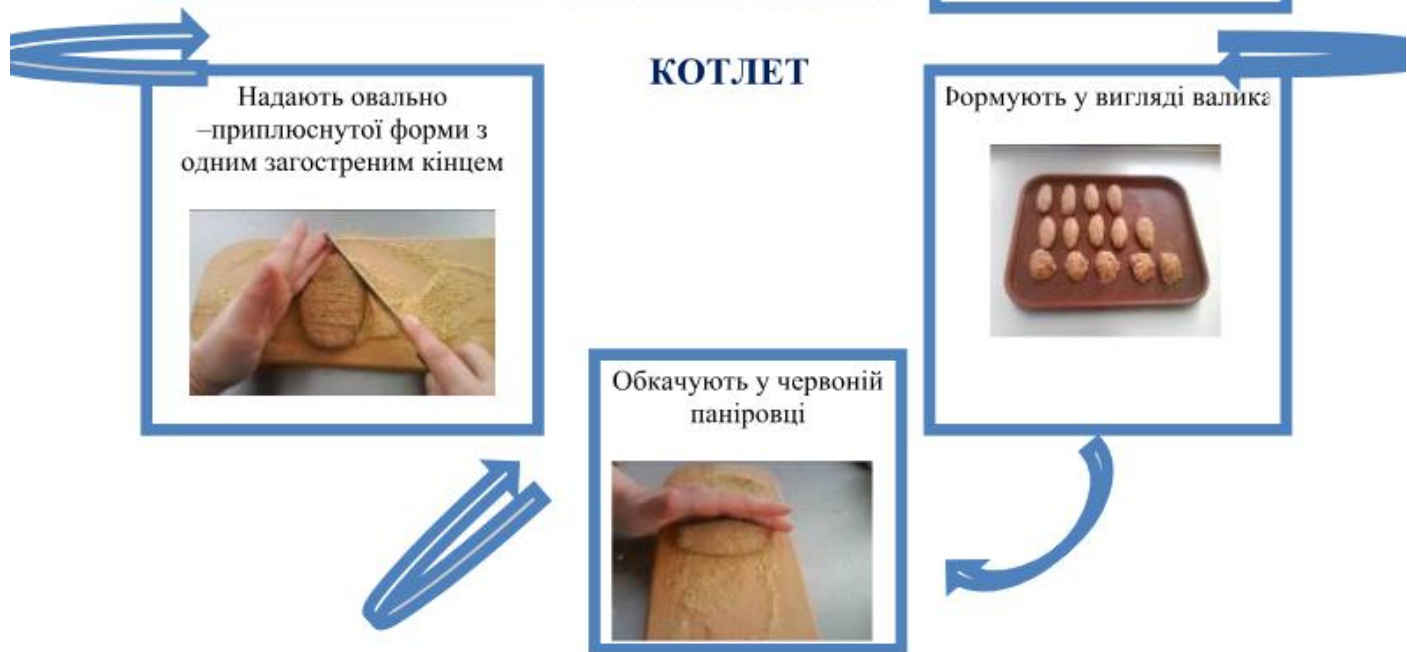 КОТЛЕТ
Надають овально
–приплюснутої форми з
одним загостреним кінцем
Формують у вигляді валика
Обкачують у червоній
паніровці